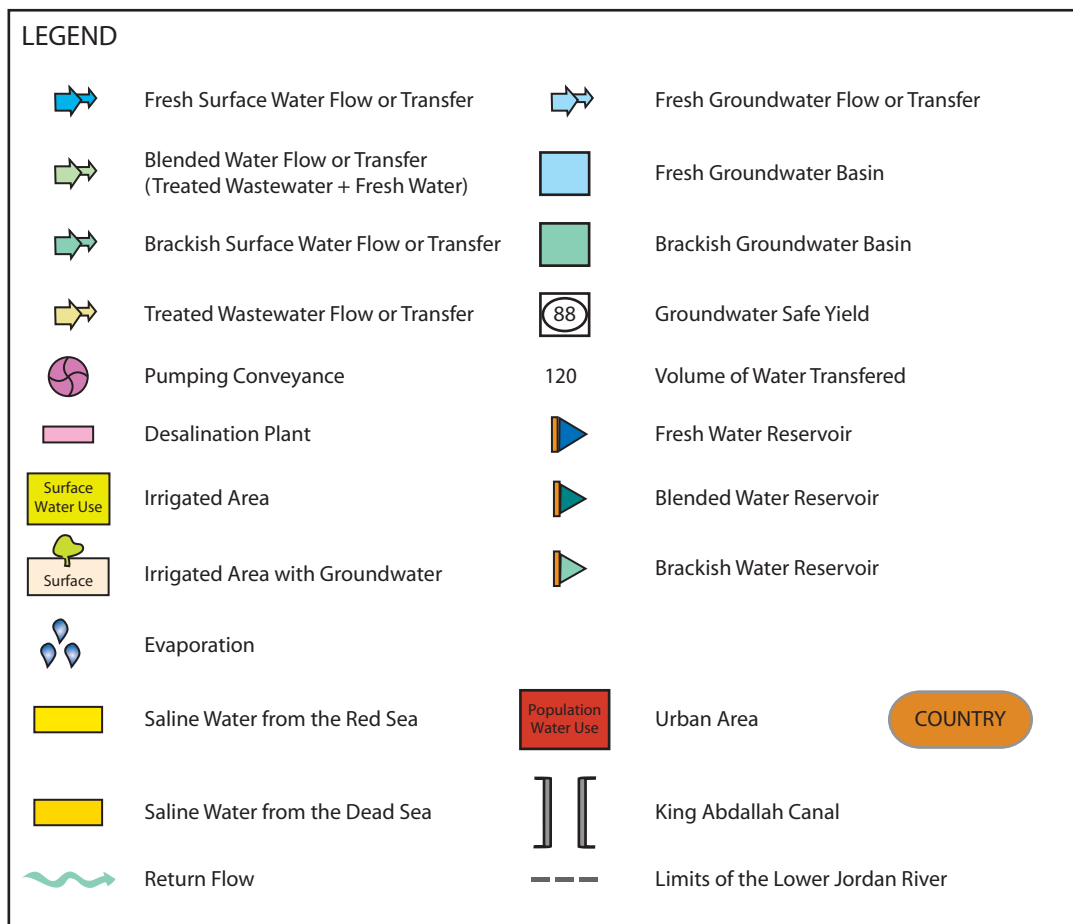 LEGEND
Fresh Surface Water Flow or Transfer
Fresh Groundwater Flow or Transfer
Blended Water Flow or Transfer
(Treated Wastewater + Fresh Water)
Fresh Groundwater Basin
Brackish Surface Water Flow or Transfer
Brackish Groundwater Basin
Treated Wastewater Flow or Transfer
88
Groundwater Safe Yield
Pumping Conveyance
120
Volume of Water Transfered
Desalination Plant
Fresh Water Reservoir
Surface
Water Use
Irrigated Area
Blended Water Reservoir
Surface
Irrigated Area with Groundwater
Brackish Water Reservoir
Evaporation
Saline Water from the Red Sea
Population
Water Use
Urban Area
COUNTRY
Saline Water from the Dead Sea
King Abdallah Canal
Return Flow
Limits of the Lower Jordan River